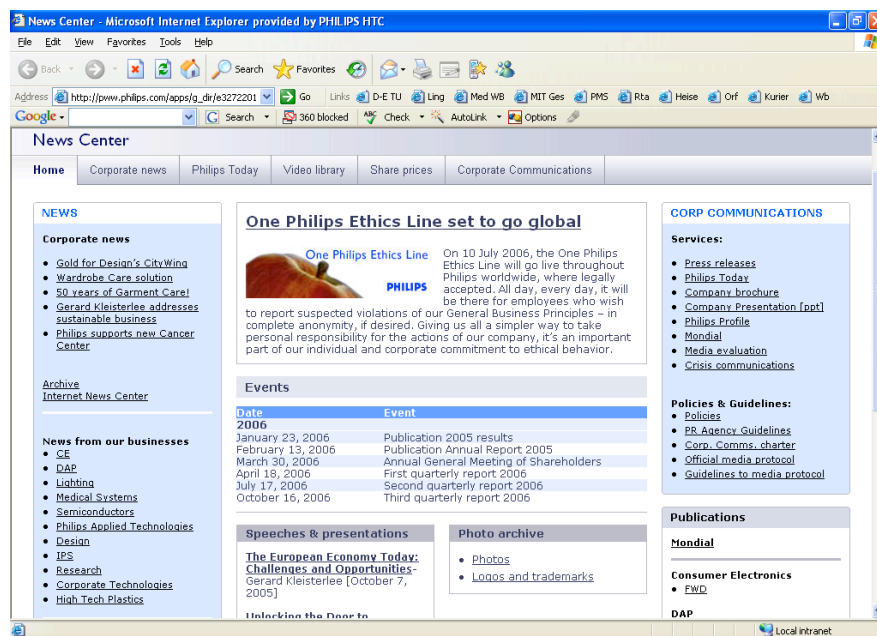 News Center - Microsoft Internet Explorer provided by PHILIPS HTC
File Edit View Favorites Tools Help
Back Search Favorites
Address http://pww.philips.com/apps/g_dir/e3272201 Go Links D-E TU Ling Med WB MIT Ges PMS Rta Heise Orf Kurier Wb
Google Search 360 blocked ABC Check AutoLink Options
News Center
Home Corporate news Philips Today Video library Share prices Corporate Communications
NEWS
Corporate news
• Gold for Design's CityWing
• Wardrobe Care solution
• 50 years of Garment Care!
• Gerard Kleisterlee addresses
sustainable business
• Philips supports new Cancer
Center
Archive
Internet News Center
News from our businesses
• CE
• DAP
• Lighting
• Medical Systems
• Semiconductors
• Philips Applied Technologies
• Design
• IPS
• Research
• Corporate Technologies
• High Tech Plastics
One Philips Ethics Line set to go global
One Philips Ethics Line
PHILIPS
On 10 July 2006, the One Philips
Ethics Line will go live throughout
Philips worldwide, where legally
accepted. All day, every day, it will
be there for employees who wish
to report suspected violations of our General Business Principles – in
complete anonymity, if desired. Giving us all a simpler way to take
personal responsibility for the actions of our company, it's an important
part of our individual and corporate commitment to ethical behavior.
Events
Date Event
2006
January 23, 2006 Publication 2005 results
February 13, 2006 Publication Annual Report 2005
March 30, 2006 Annual General Meeting of Shareholders
April 18, 2006 First quarterly report 2006
July 17, 2006 Second quarterly report 2006
October 16, 2006 Third quarterly report 2006
Speeches & presentations
The European Economy Today:
Challenges and Opportunities-
Gerard Kleisterlee [October 7,
2005]
Unlocking the Door to
Photo archive
• Photos
• Logos and trademarks
CORP COMMUNICATIONS
Services:
• Press releases
• Philips Today
• Company brochure
• Company Presentation [ppt]
• Philips Profile
• Mondial
• Media evaluation
• Crisis communications
Policies & Guidelines:
• Policies
• PR Agency Guidelines
• Corp. Comms. charter
• Official media protocol
• Guidelines to media protocol
Publications
Mondial
Consumer Electronics
• FWD
DAP
Local intranet